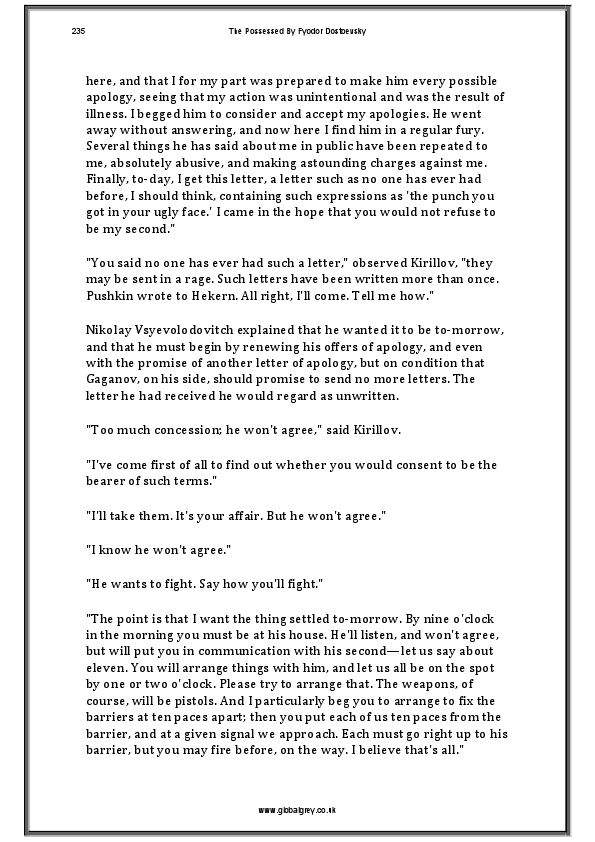 235
The Possessed By Fyodor Dostoevsky
here, and that I for my part was prepared to make him every possible
apology, seeing that my action was unintentional and was the result of
illness. I begged him to consider and accept my apologies. He went
away without answering, and now here I find him in a regular fury.
Several things he has said about me in public have been repeated to
me, absolutely abusive, and making astounding charges against me.
Finally, to-day, I get this letter, a letter such as no one has ever had
before, I should think, containing such expressions as 'the punch you
got in your ugly face.' I came in the hope that you would not refuse to
be my second."
"You said no one has ever had such a letter," observed Kirillov, "they
may be sent in a rage. Such letters have been written more than once.
Pushkin wrote to Hekern. All right, I'll come. Tell me how."
Nikolay Vsyevolodovitch explained that he wanted it to be to-morrow,
and that he must begin by renewing his offers of apology, and even
with the promise of another letter of apology, but on condition that
Gaganov, on his side, should promise to send no more letters. The
letter he had received he would regard as unwritten.
"Too much concession; he won't agree," said Kirillov.
"I've come first of all to find out whether you would consent to be the
bearer of such terms."
"I'll take them. It's your affair. But he won't agree."
"I know he won't agree."
"He wants to fight. Say how you'll fight."
"The point is that I want the thing settled to-morrow. By nine o'clock
in the morning you must be at his house. He'll listen, and won't agree,
but will put you in communication with his second—let us say about
eleven. You will arrange things with him, and let us all be on the spot
by one or two o'clock. Please try to arrange that. The weapons, of
course, will be pistols. And I particularly beg you to arrange to fix the
barriers at ten paces apart; then you put each of us ten paces from the
barrier, and at a given signal we approach. Each must go right up to his
barrier, but you may fire before, on the way. I believe that's all."
www.globalgrey.co.uk